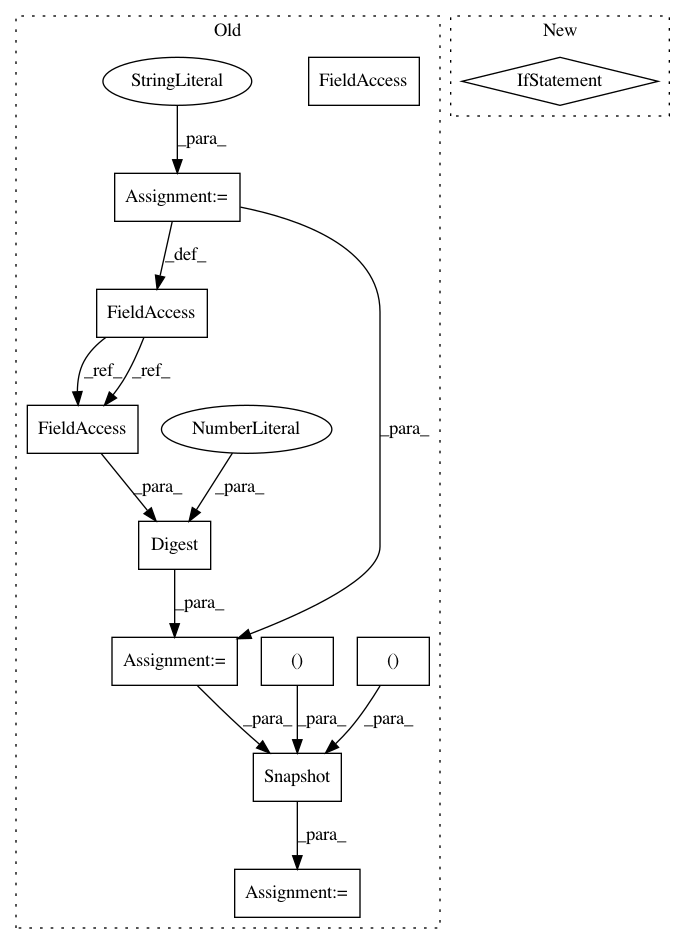 Old
New
StringLiteral
FieldAccess
IfStatement
_para_
Assignment:=
_def_
FieldAccess
_ref_
_ref_
FieldAccess
NumberLiteral
_para_
_para_
_para_
Digest
_para_
Assignment:=
()
()
_para_
_para_
_para_
Snapshot
_para_
Assignment:=